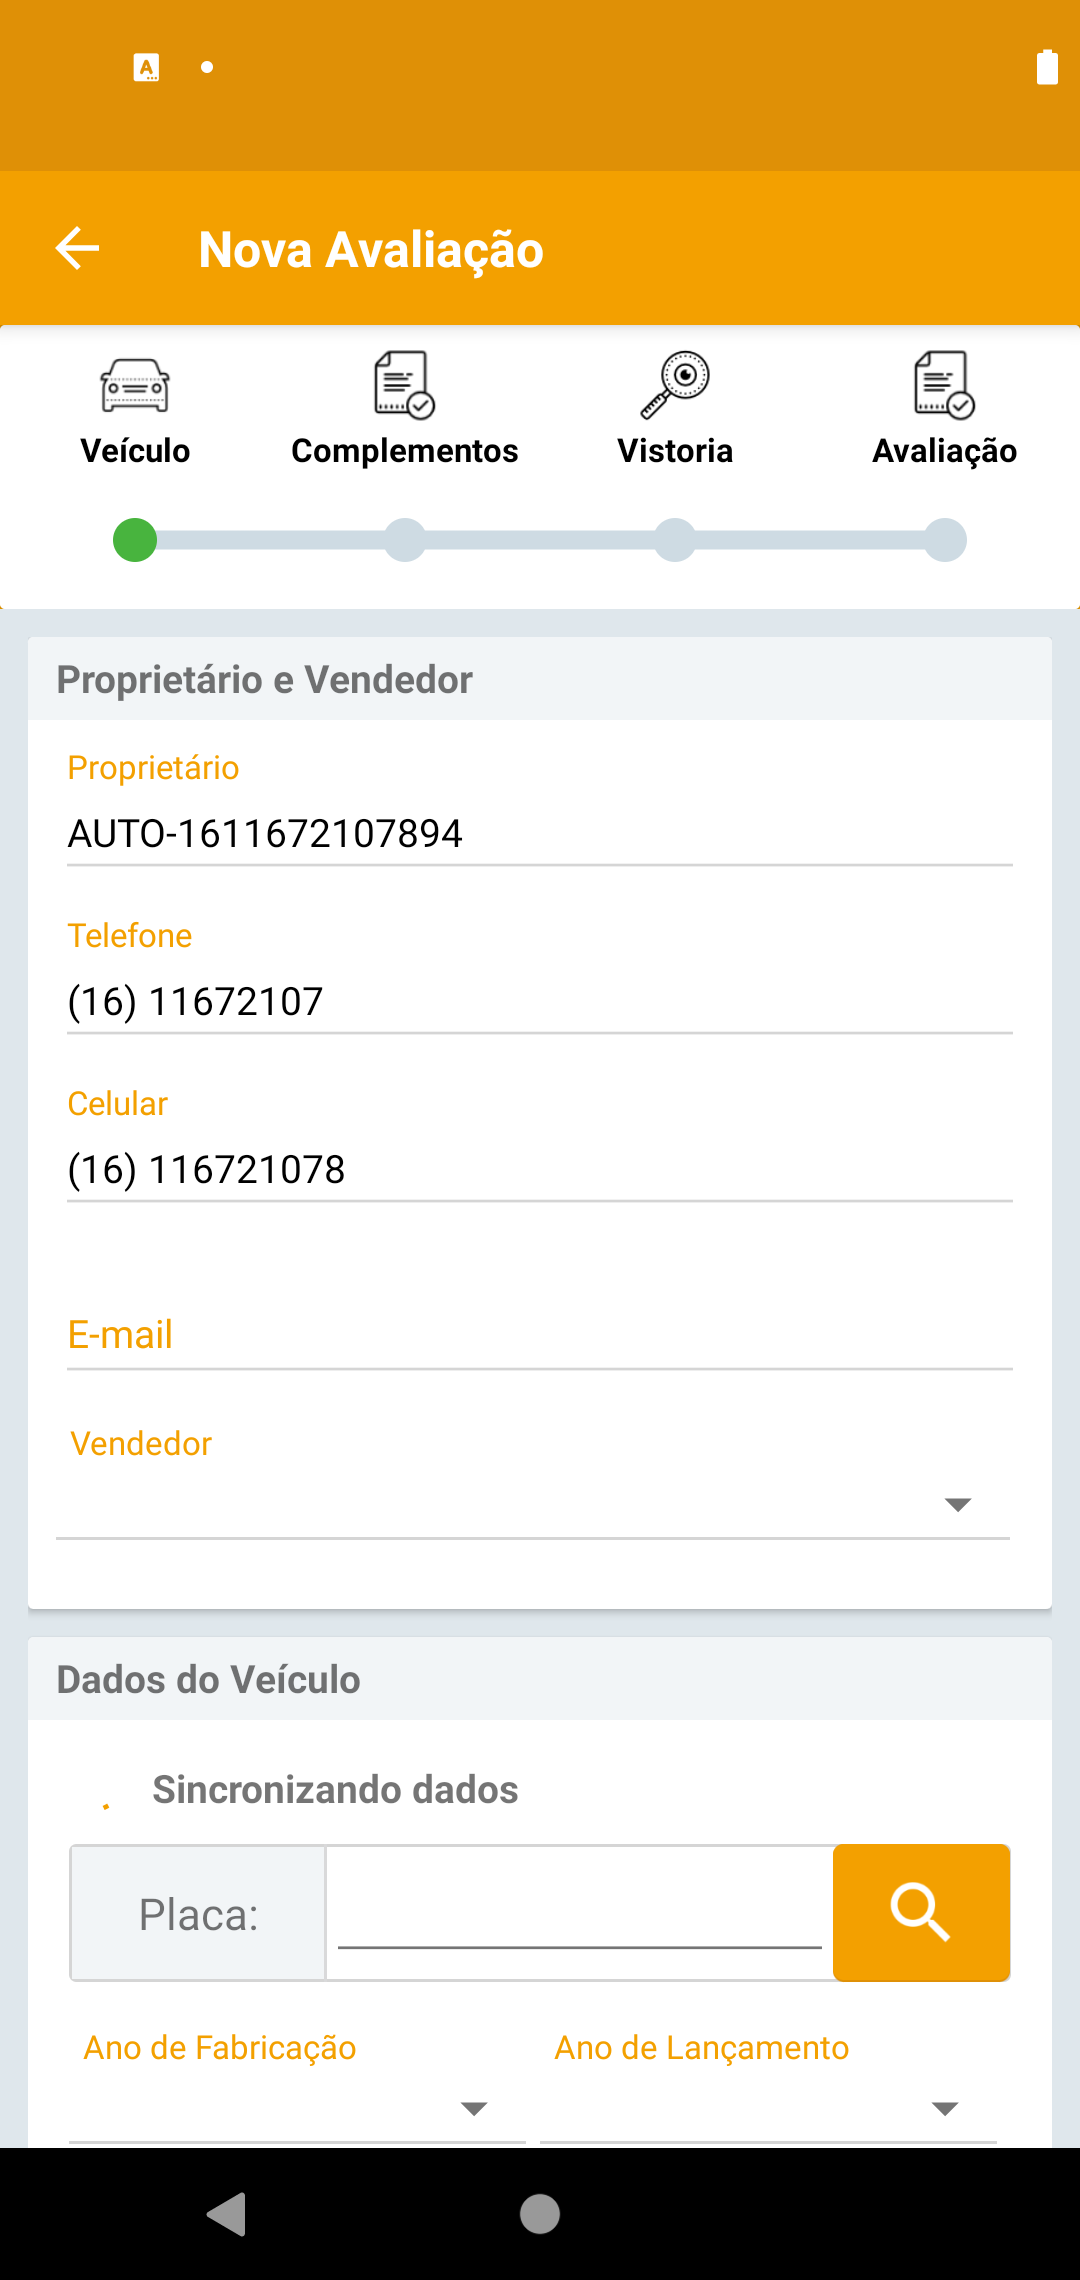 Nova Avaliação
Veículo
Complementos
Vistoria
Avaliação
Proprietário e Vendedor
Proprietário
AUTO-1611672107894
Telefone
(16) 11672107
Celular
(16) 116721078
E-mail
Vendedor
Dados do Veículo
Sincronizando dados
Placa:
Ano de Fabricação
Ano de Lançamento